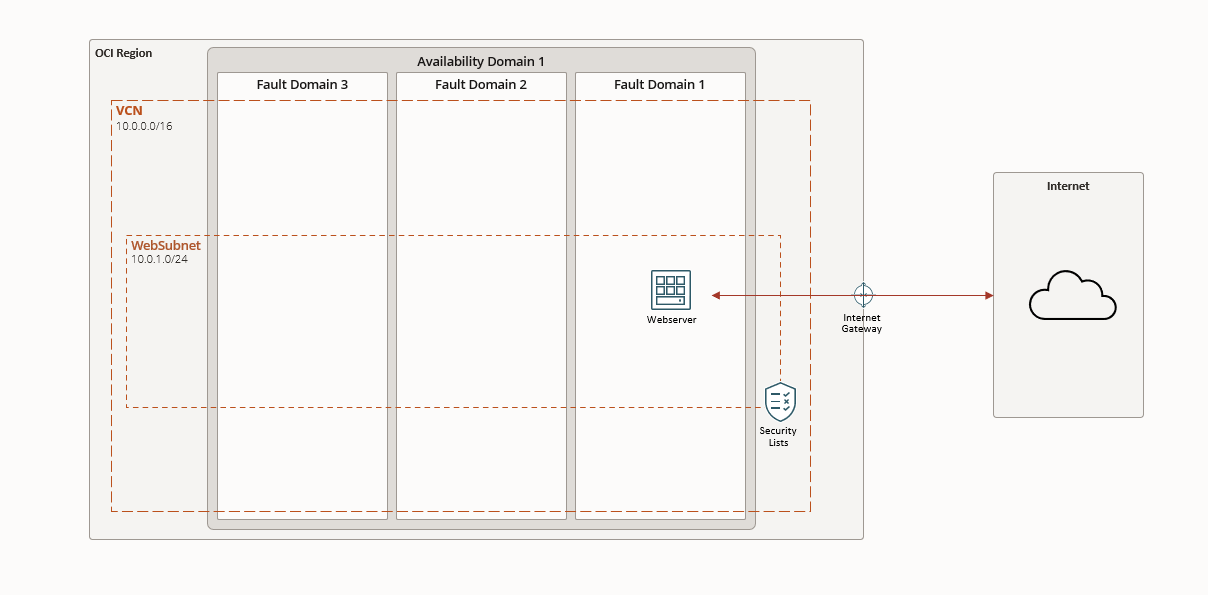 OCI Region
Availability Domain 1
Fault Domain 3
Fault Domain 2
Fault Domain 1
VCN
10.0.0.0/16
WebSubnet
10.0.1.0/24
Webserver
Internet
Gateway
Security
Lists
Internet